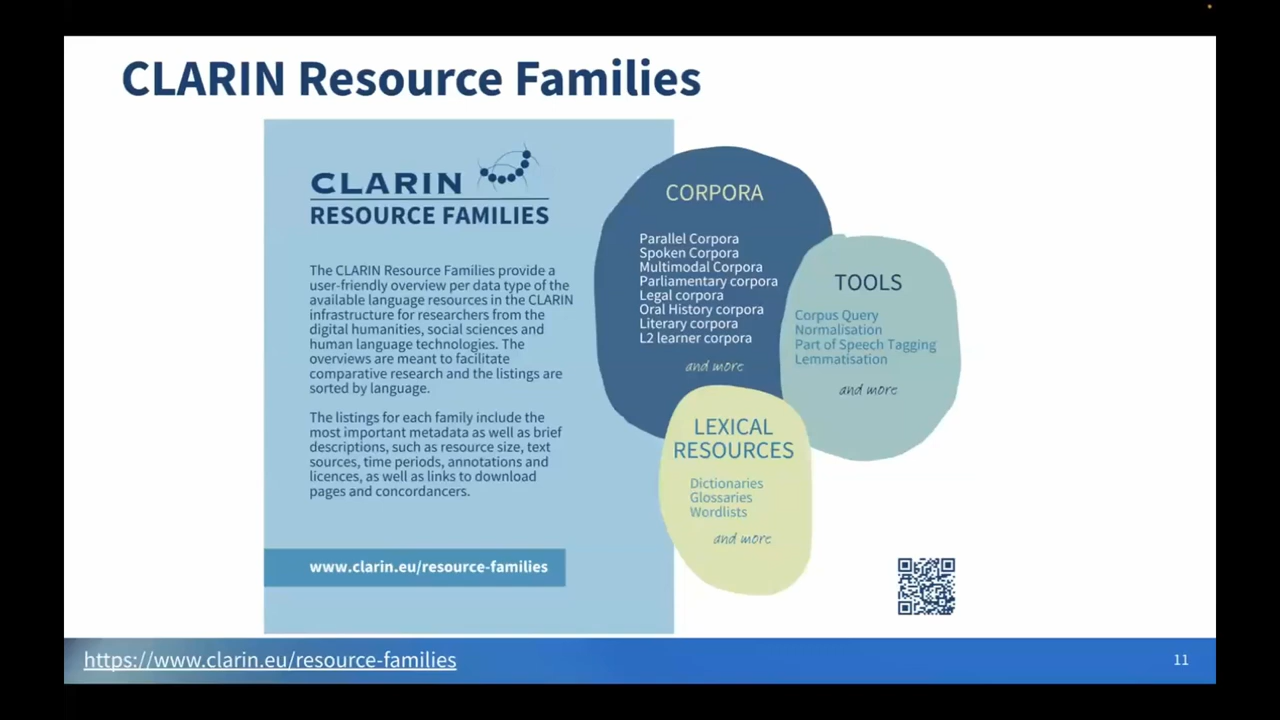 CLARIN Resource Families
CLARIN
RESOURCE FAMILIES
The CLARIN Resource Families provide a
user-friendly overview per data type of the
available language resources in the CLARIN
infrastructure for researchers from the
digital humanities, social sciences and
human language technologies. The
overviews are meant to facilitate
comparative research and the listings are
sorted by language.
The listings for each family include the
most important metadata as well as brief
descriptions, such as resource size, text
sources, time periods, annotations and
licences, as well as links to download
pages and concordancers.
www.clarin.eu/resource-families
CORPORA
Parallel Corpora
Spoken Corpora
Multimodal Corpora
Parliamentary corpora
Legal corpora
Oral History corpora
Literary corpora
L2 learner corpora
and more
TOOLS
Corpus Query
Normalisation
Part of Speech Tagging
Lemmatisation
and more
LEXICAL
RESOURCES
Dictionaries
Glossaries
Wordlists
and more
https://www.clarin.eu/resource-families
11